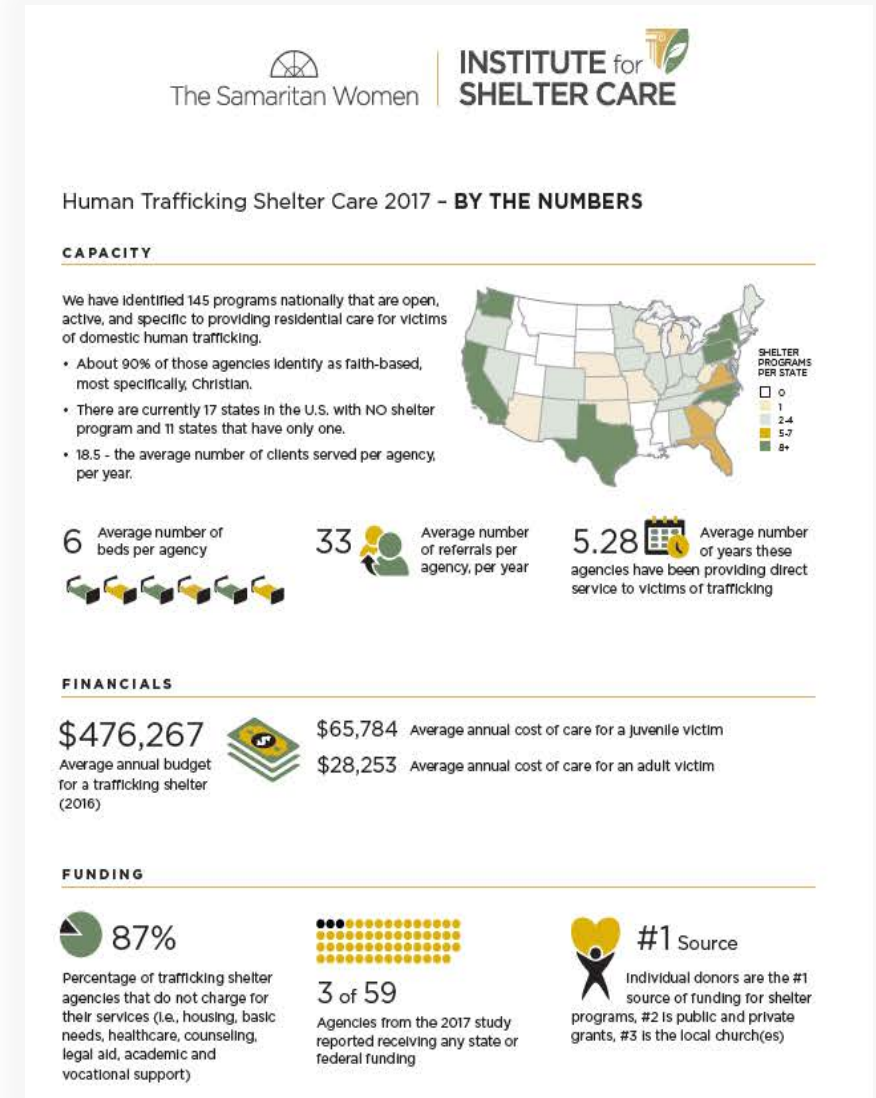 The Samaritan Women
INSTITUTE for
SHELTER CARE
Human Trafficking Shelter Care 2017 – BY THE NUMBERS
CAPACITY
We have identified 145 programs nationally that are open,
active, and specific to providing residential care for victims
of domestic human trafficking.
• About 90% of those agencies identify as faith-based,
most specifically, Christian.
• There are currently 17 states in the U.S. with NO shelter
program and 11 states that have only one.
• 18.5 - the average number of clients served per agency,
per year.
SHELTER
PROGRAMS
PER STATE
0
1
2-4
5-7
8+
6 Average number of
beds per agency
33 Average number
of referrals per
agency, per year
5.28 Average number
of years these
agencies have been providing direct
service to victims of trafficking
FINANCIALS
$476,267
Average annual budget
for a trafficking shelter
(2016)
$65,784 Average annual cost of care for a juvenile victim
$28,253 Average annual cost of care for an adult victim
FUNDING
87%
Percentage of trafficking shelter
agencies that do not charge for
their services (i.e., housing, basic
needs, healthcare, counseling,
legal aid, academic and
vocational support)
3 of 59
Agencies from the 2017 study
reported receiving any state or
federal funding
#1 Source
Individual donors are the #1
source of funding for shelter
programs, #2 is public and private
grants, #3 is the local church(es)